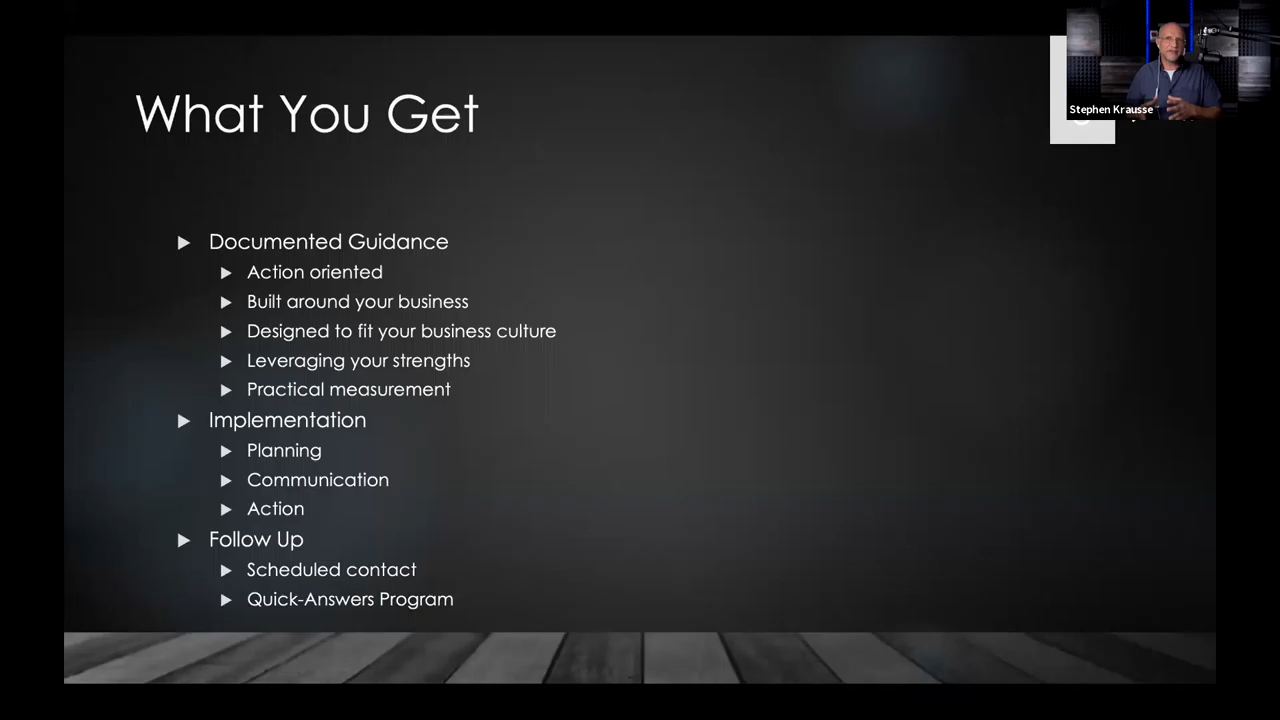 What You Get
Stephen Krausse
Documented Guidance
Action oriented
Built around your business
Designed to fit your business culture
Leveraging your strengths
Practical measurement
Implementation
Planning
Communication
Action
Follow Up
Scheduled contact
Quick-Answers Program